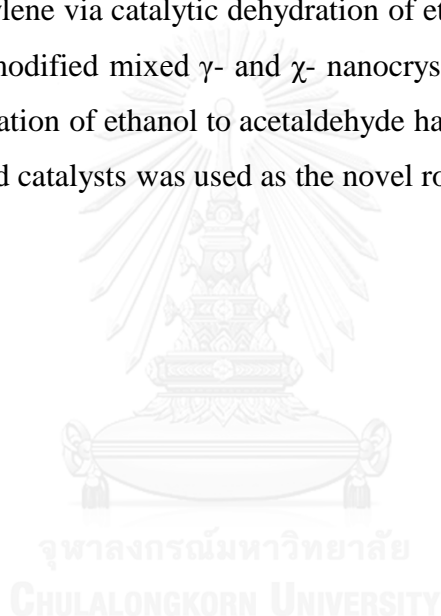 ylene via catalytic dehydration of et
modified mixed γ- and χ- nanocrys
ation of ethanol to acetaldehyde ha
d catalysts was used as the novel ro
จุฬาลงกรณ์มหาวิทยาลัย
CHULALONGKORN UNIVERSITY